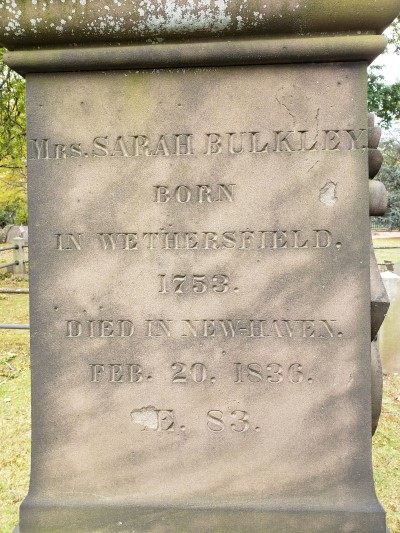 Mrs. SARAH BULKLEY.
BORN
IN WETHERSFIELD,
1753.
DIED IN NEW-HAVEN.
FEB. 20, 1836.
Æ. 83.